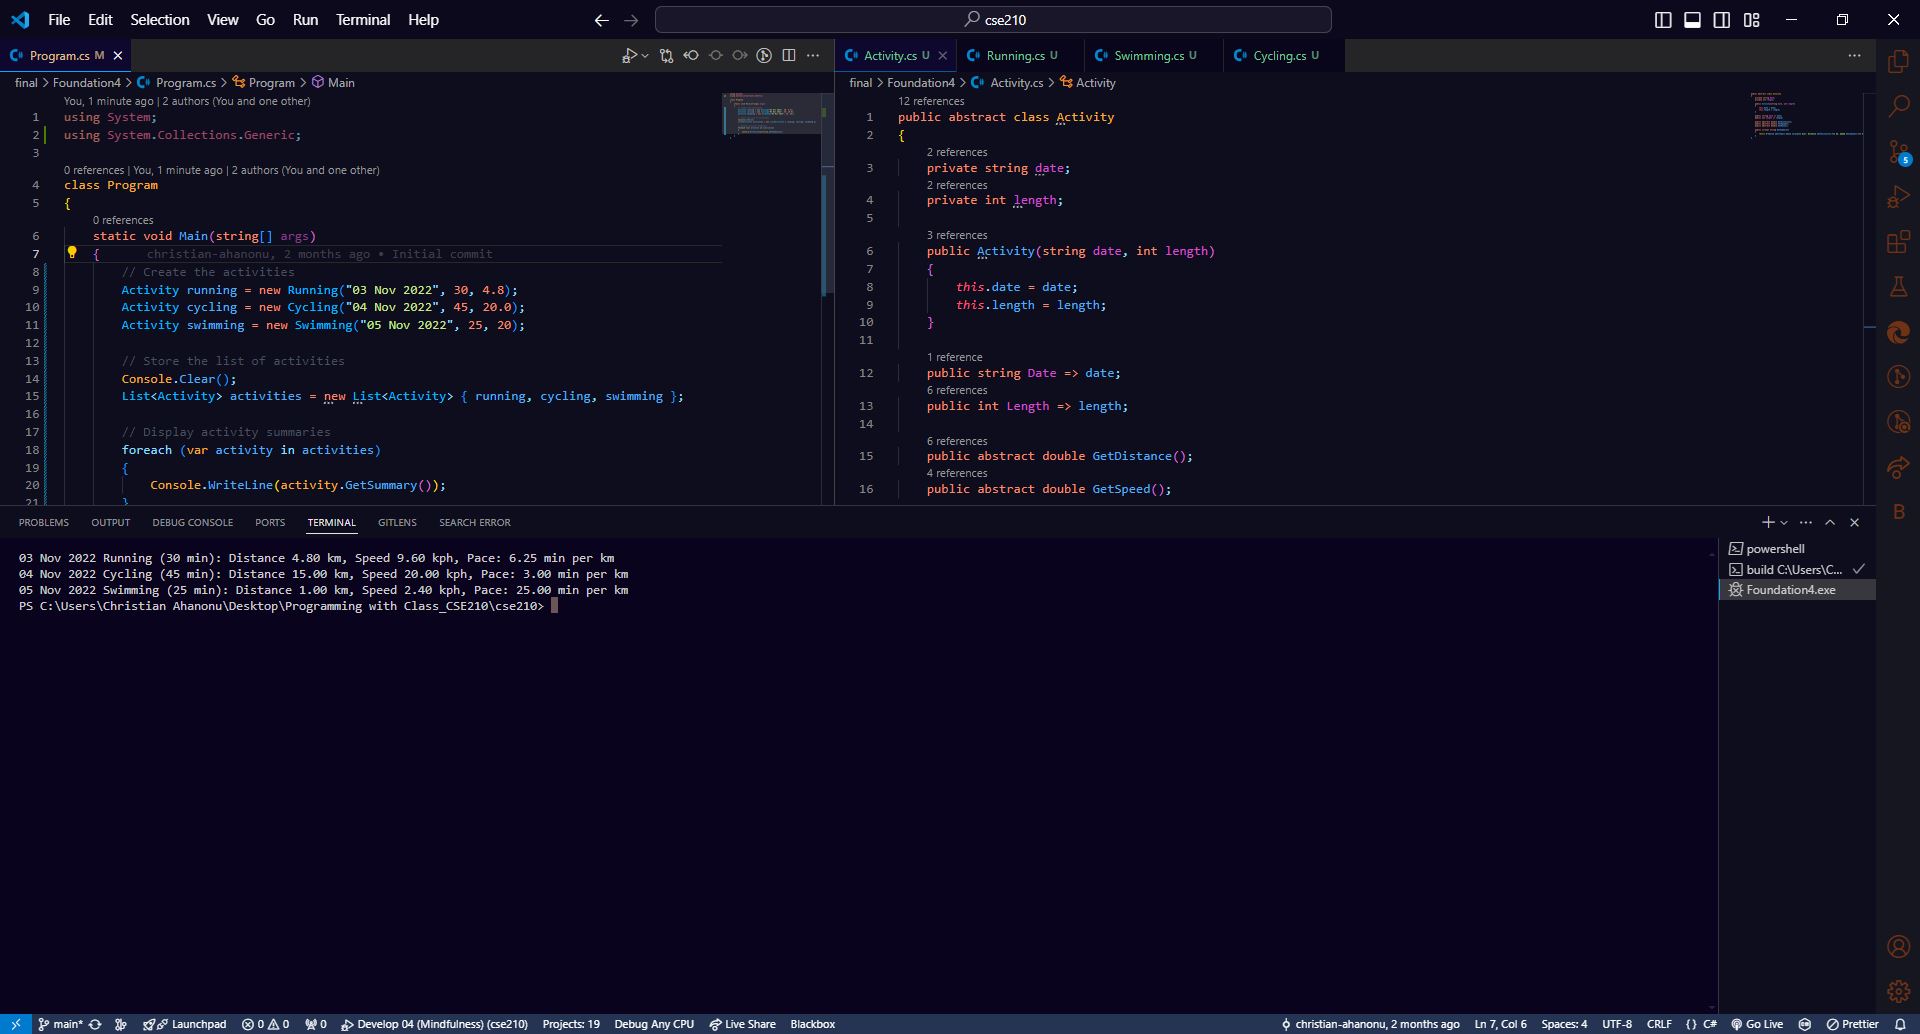 File Edit Selection View Go Run Terminal Help
cse210
Program.cs M
Activity.cs U
Running.cs U
Swimming.cs U
Cycling.cs U
final > Foundation4 > Program.cs > Program > Main
You, 1 minute ago | 2 authors (You and one other)
1 using System;
2 using System.Collections.Generic;
3
0 references | You, 1 minute ago | 2 authors (You and one other)
4 class Program
5 {
0 references
6 static void Main(string[] args)
7 { christian-ahanonu, 2 months ago • Initial commit
8 // Create the activities
9 Activity running = new Running("03 Nov 2022", 30, 4.8);
10 Activity cycling = new Cycling("04 Nov 2022", 45, 20.0);
11 Activity swimming = new Swimming("05 Nov 2022", 25, 20);
12
13 // Store the list of activities
14 Console.Clear();
15 List<Activity> activities = new List<Activity> { running, cycling, swimming };
16
17 // Display activity summaries
18 foreach (var activity in activities)
19 {
20 Console.WriteLine(activity.GetSummary());
21 }
final > Foundation4 > Activity.cs > Activity
12 references
1 public abstract class Activity
2 {
2 references
3 private string date;
2 references
4 private int length;
5
3 references
6 public Activity(string date, int length)
7 {
8 this.date = date;
9 this.length = length;
10 }
11
1 reference
12 public string Date => date;
6 references
13 public int Length => length;
14
6 references
15 public abstract double GetDistance();
4 references
16 public abstract double GetSpeed();
5
B
PROBLEMS OUTPUT DEBUG CONSOLE PORTS TERMINAL GITLENS SEARCH ERROR
03 Nov 2022 Running (30 min): Distance 4.80 km, Speed 9.60 kph, Pace: 6.25 min per km
04 Nov 2022 Cycling (45 min): Distance 15.00 km, Speed 20.00 kph, Pace: 3.00 min per km
05 Nov 2022 Swimming (25 min): Distance 1.00 km, Speed 2.40 kph, Pace: 25.00 min per km
PS C:\Users\Christian Ahanonu\Desktop\Programming with Class_CSE210\cse210>
powershell
build C:\Users\C...
Foundation4.exe
main* Launchpad 0 0 0 Develop 04 (Mindfulness) (cse210) Projects: 19 Debug Any CPU Live Share Blackbox christian-ahanonu, 2 months ago Ln 7, Col 6 Spaces: 4 UTF-8 CRLF {} C# Go Live Prettier